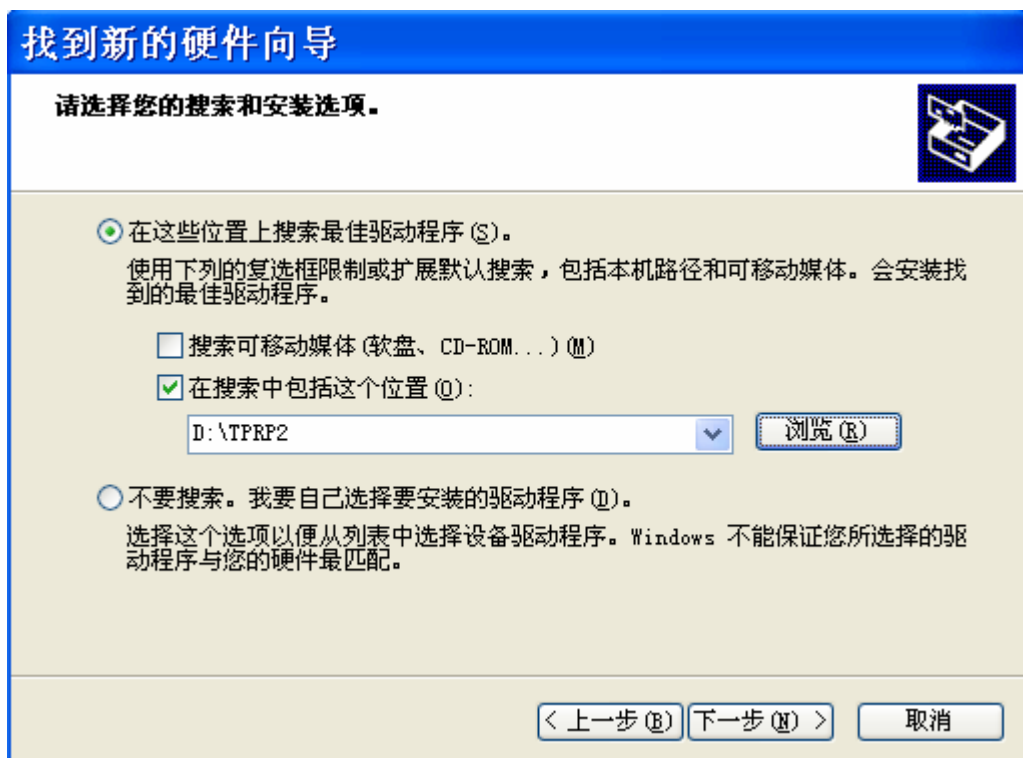 找到新的硬件向导
请选择您的搜索和安装选项。
在这些位置上搜索最佳驱动程序(S)。
使用下列的复选框限制或扩展默认搜索，包括本机路径和可移动媒体。会安装找
到的最佳驱动程序。
搜索可移动媒体(软盘、CD-ROM...)(M)
在搜索中包括这个位置(O):
D:\TPRP2
浏览(R)
不要搜索。我要自己选择要安装的驱动程序(D)。
选择这个选项以便从列表中选择设备驱动程序。Windows 不能保证您所选择的驱
动程序与您的硬件最匹配。
< 上一步(B) 下一步(N) > 取消